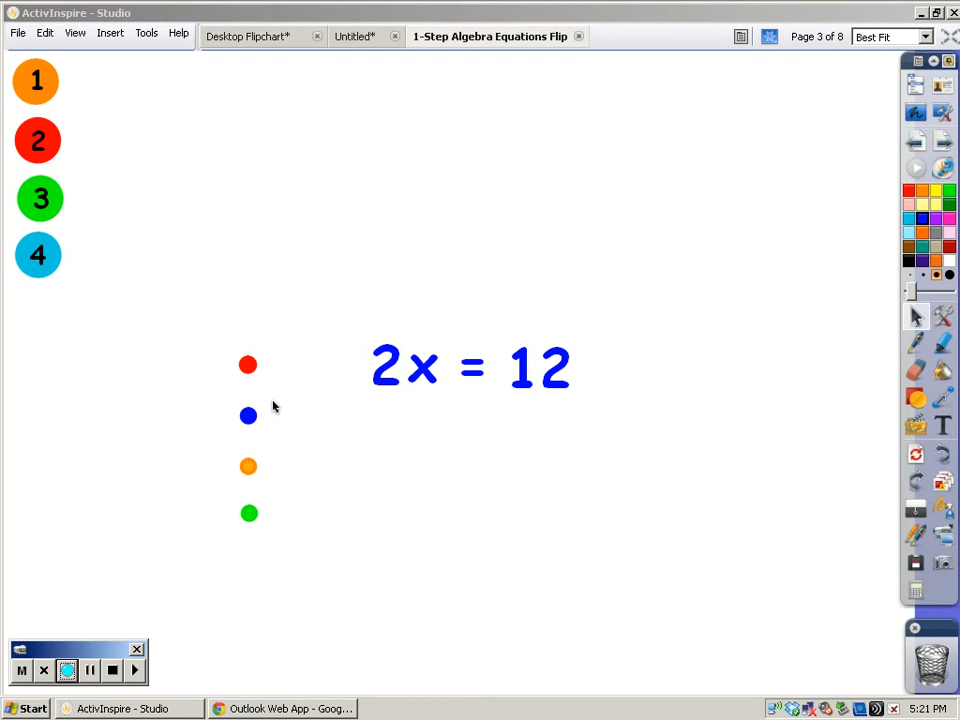 ActivInspire - Studio
File Edit View Insert Tools Help
Desktop Flipchart* Untitled* 1-Step Algebra Equations Flip
Page 3 of 8 Best Fit
1
2
3
4
2x = 12
M
Start ActivInspire - Studio Outlook Web App - Goog... 5:21 PM